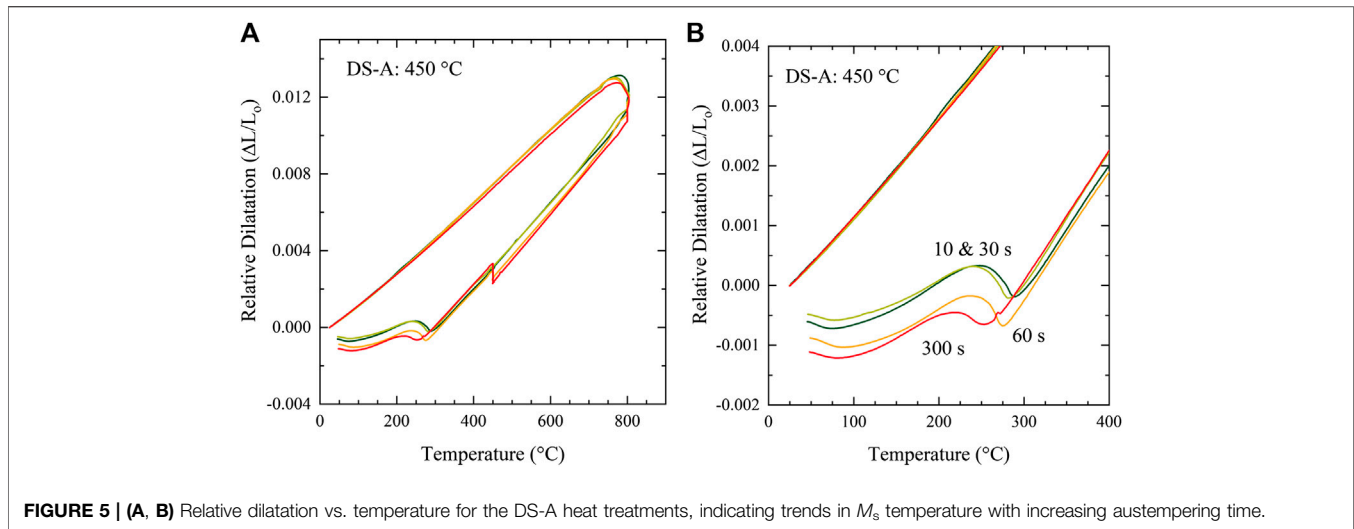 A
DS-A: 450 °C
Relative Dilatation (ΔL/Lo)
0.012
0.008
0.004
0.000
-0.004
0 200 400 600 800
Temperature (°C)
B
DS-A: 450 °C
Relative Dilatation (ΔL/Lo)
0.004
0.003
0.002
0.001
0.000
-0.001
-0.002
10 & 30 s
60 s
300 s
0 100 200 300 400
Temperature (°C)
FIGURE 5 | (A, B) Relative dilatation vs. temperature for the DS-A heat treatments, indicating trends in Ms temperature with increasing austempering time.